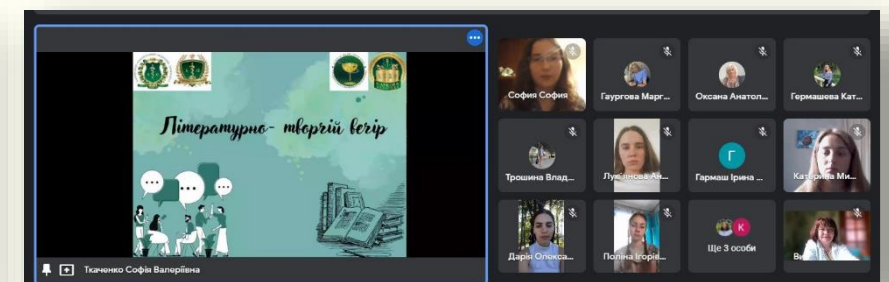 Літературно- творчій вечір
Ткаченко Софія Валеріївна
София София
Гаургова Марг...
Оксана Анатол...
Гермашева Кат...
Трошина Влад...
Лук'янова Ан...
Г
Гармаш Ірина ...
Катерина Ми...
Дарія Олекса...
Поліна Ігорів...
К
Ще 3 особи